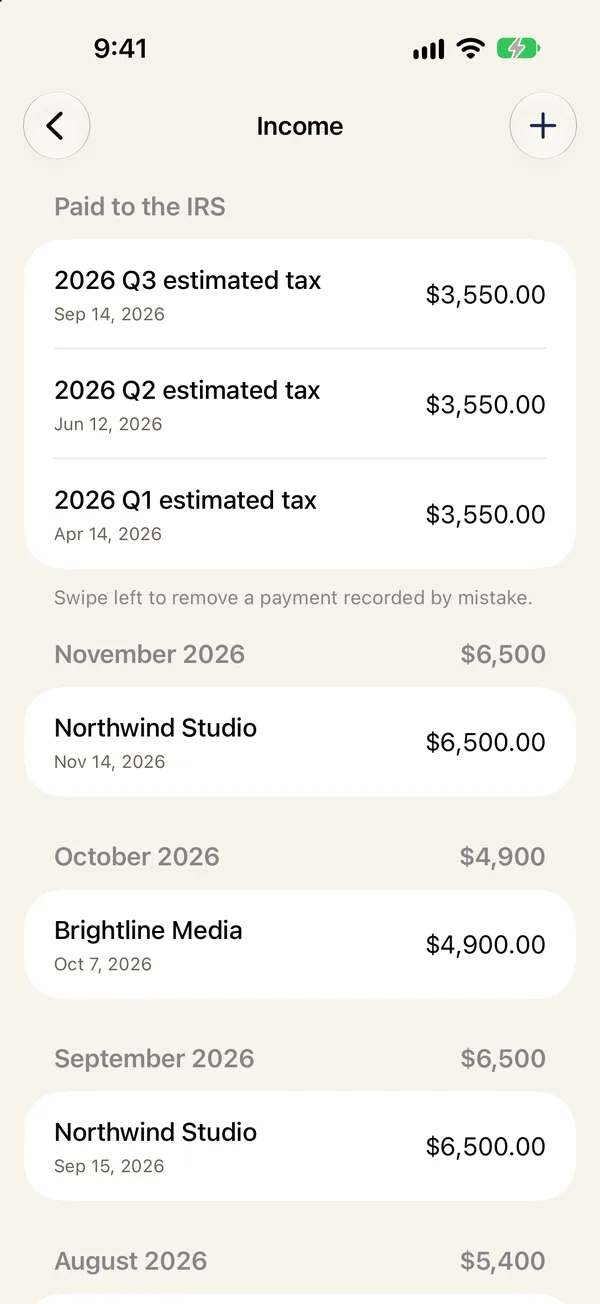 9:41
Income
Paid to the IRS
2026 Q3 estimated tax
$3,550.00
Sep 14, 2026
2026 Q2 estimated tax
$3,550.00
Jun 12, 2026
2026 Q1 estimated tax
$3,550.00
Apr 14, 2026
Swipe left to remove a payment recorded by mistake.
November 2026 $6,500
Northwind Studio
$6,500.00
Nov 14, 2026
October 2026 $4,900
Brightline Media
$4,900.00
Oct 7, 2026
September 2026 $6,500
Northwind Studio
$6,500.00
Sep 15, 2026
August 2026 $5,400